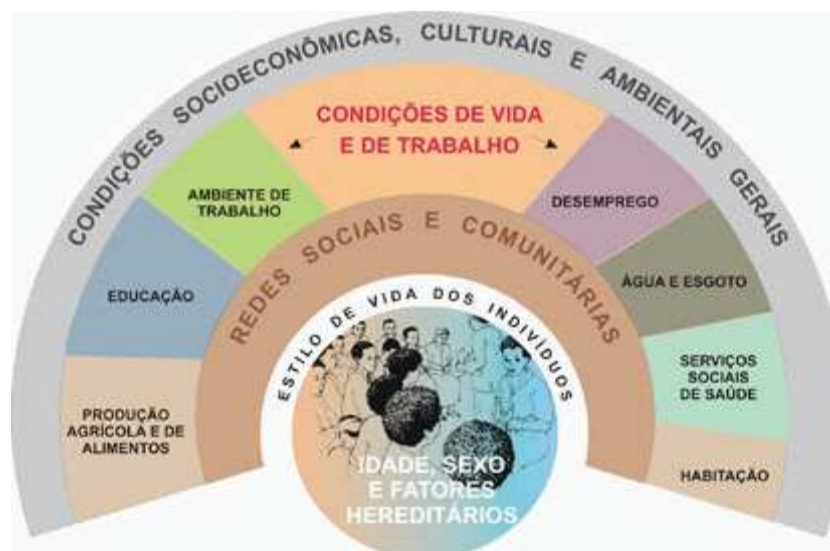 CONDIÇÕES SOCIOECONÔMICAS, CULTURAIS E AMBIENTAIS GERAIS
CONDIÇÕES DE VIDA
E DE TRABALHO
AMBIENTE DE
TRABALHO
DESEMPREGO
EDUCAÇÃO
ÁGUA E ESGOTO
PRODUÇÃO
AGRÍCOLA E DE
ALIMENTOS
SERVIÇOS
SOCIAIS
DE SAÚDE
HABITAÇÃO
REDES SOCIAIS E COMUNITÁRIAS
ESTILO DE VIDA DOS INDIVÍDUOS
IDADE, SEXO
E FATORES
HEREDITÁRIOS